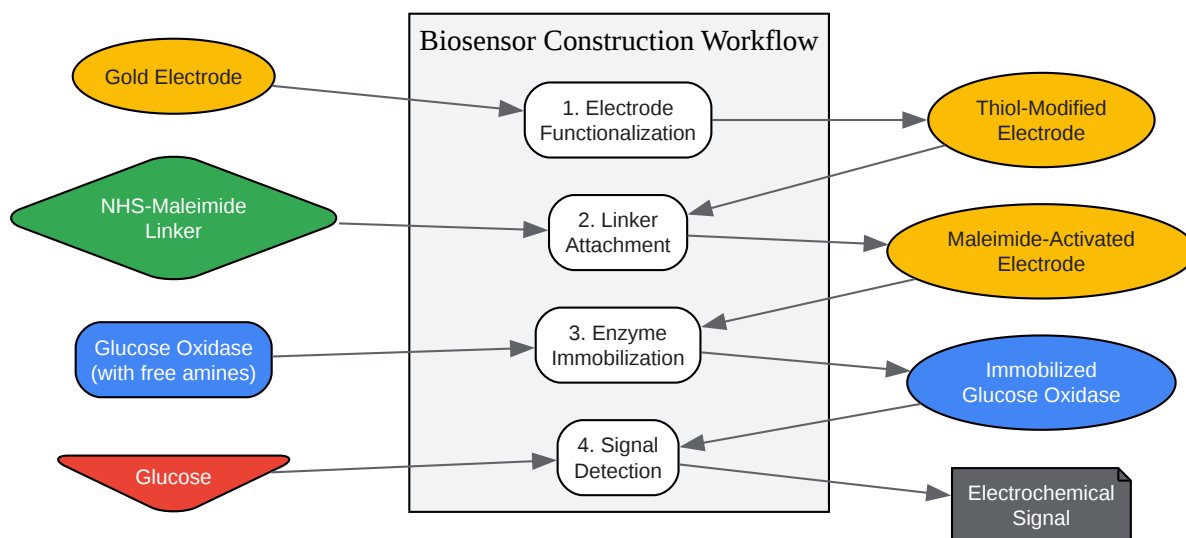 Biosensor Construction Workflow
Gold Electrode
1. Electrode
Functionalization
Thiol-Modified
Electrode
NHS-Maleimide
Linker
2. Linker
Attachment
Maleimide-Activated
Electrode
Glucose Oxidase
(with free amines)
3. Enzyme
Immobilization
Immobilized
Glucose Oxidase
Glucose
4. Signal
Detection
Electrochemical
Signal